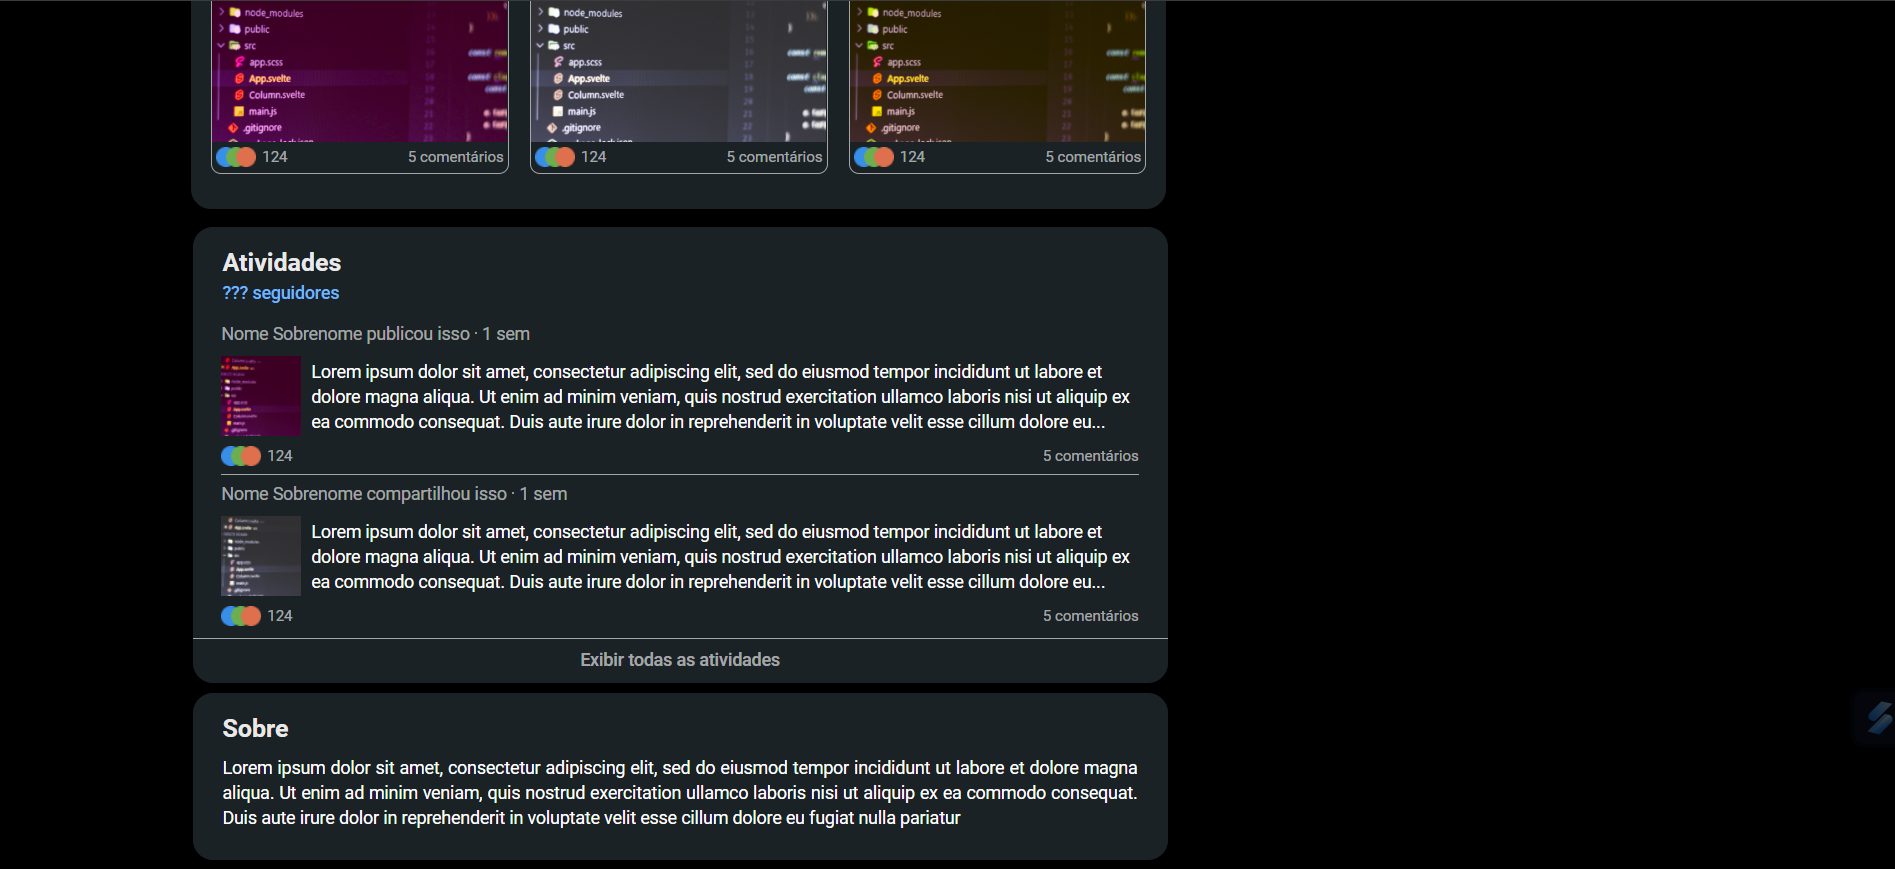 node_modules
public
src
app.scss
App.svelte
Column.svelte
main.js
.gitignore
124
5 comentários
node_modules
public
src
app.scss
App.svelte
Column.svelte
main.js
.gitignore
124
5 comentários
node_modules
public
src
app.scss
App.svelte
Column.svelte
main.js
.gitignore
124
5 comentários
Atividades
??? seguidores
Nome Sobrenome publicou isso · 1 sem
Lorem ipsum dolor sit amet, consectetur adipiscing elit, sed do eiusmod tempor incididunt ut labore et
dolore magna aliqua. Ut enim ad minim veniam, quis nostrud exercitation ullamco laboris nisi ut aliquip ex
ea commodo consequat. Duis aute irure dolor in reprehenderit in voluptate velit esse cillum dolore eu...
124
5 comentários
Nome Sobrenome compartilhou isso · 1 sem
Lorem ipsum dolor sit amet, consectetur adipiscing elit, sed do eiusmod tempor incididunt ut labore et
dolore magna aliqua. Ut enim ad minim veniam, quis nostrud exercitation ullamco laboris nisi ut aliquip ex
ea commodo consequat. Duis aute irure dolor in reprehenderit in voluptate velit esse cillum dolore eu...
124
5 comentários
Exibir todas as atividades
Sobre
Lorem ipsum dolor sit amet, consectetur adipiscing elit, sed do eiusmod tempor incididunt ut labore et dolore magna
aliqua. Ut enim ad minim veniam, quis nostrud exercitation ullamco laboris nisi ut aliquip ex ea commodo consequat.
Duis aute irure dolor in reprehenderit in voluptate velit esse cillum dolore eu fugiat nulla pariatur